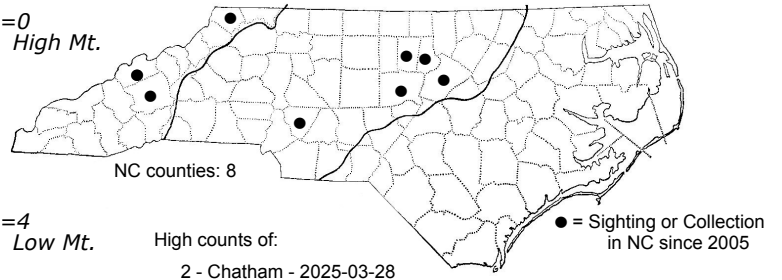 =0
High Mt.
NC counties: 8
=4
Low Mt.
High counts of:
2 - Chatham - 2025-03-28
● = Sighting or Collection
in NC since 2005